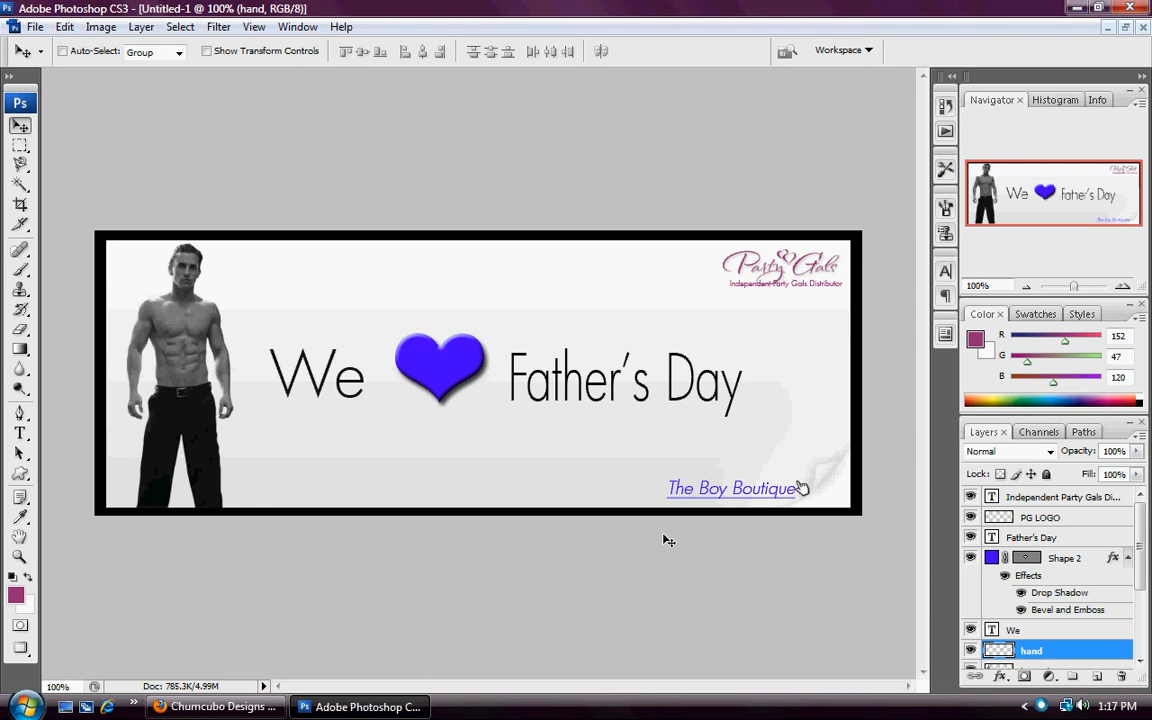 Adobe Photoshop CS3 - [Untitled-1 @ 100% (hand, RGB/8)]
File Edit Image Layer Select Filter View Window Help
Auto-Select: Group Show Transform Controls Workspace
Ps
Navigator × Histogram Info
100%
Color × Swatches Styles
R 152
G 47
B 120
Layers × Channels Paths
Normal Opacity: 100%
Lock: Fill: 100%
T Independent Party Gals Di...
PG LOGO
T Father's Day
Shape 2 fx
Effects
Drop Shadow
Bevel and Emboss
T We
hand
Party Gals
Independent Party Gals Distributor
We Father's Day
The Boy Boutique
100% Doc: 785.3K/4.99M
Chumcubo Designs ... Ps Adobe Photoshop C... 1:17 PM